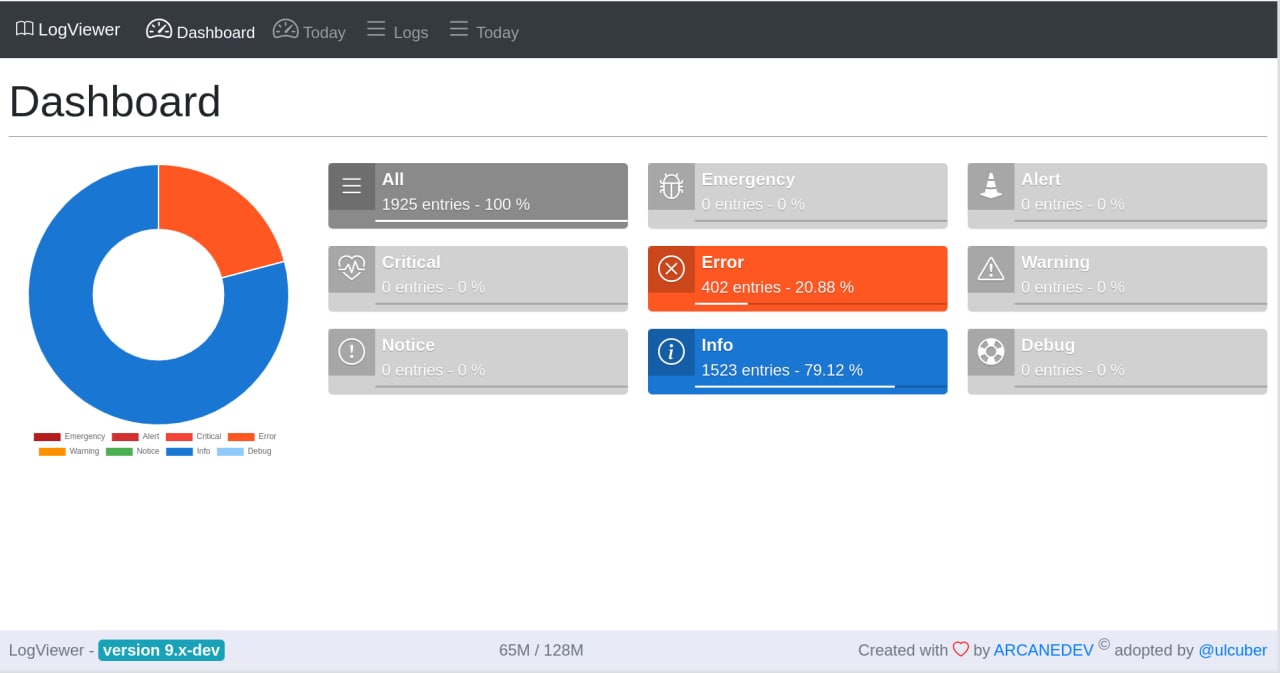 LogViewer Dashboard Today Logs Today
Dashboard
All
1925 entries - 100 %
Emergency
0 entries - 0 %
Alert
0 entries - 0 %
Critical
0 entries - 0 %
Error
402 entries - 20.88 %
Warning
0 entries - 0 %
Notice
0 entries - 0 %
Info
1523 entries - 79.12 %
Debug
0 entries - 0 %
Emergency Alert Critical Error
Warning Notice Info Debug
LogViewer - version 9.x-dev 65M / 128M Created with by ARCANEDEV © adopted by @ulcuber